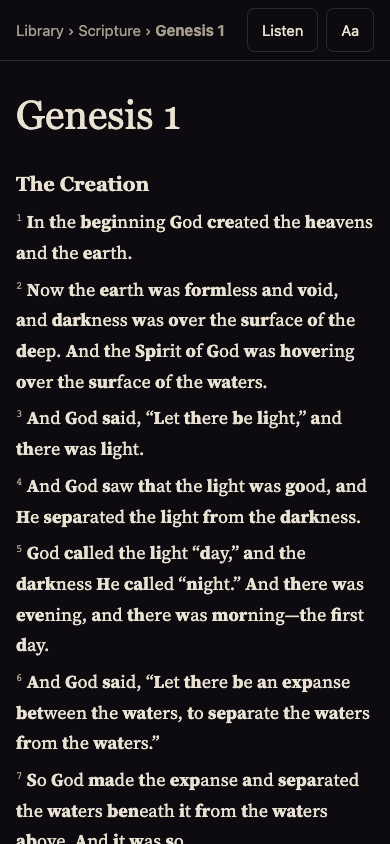 Library › Scripture › Genesis 1
Listen
Aa
Genesis 1
The Creation
1 In the beginning God created the heavens
and the earth.
2 Now the earth was formless and void,
and darkness was over the surface of the
deep. And the Spirit of God was hovering
over the surface of the waters.
3 And God said, “Let there be light,” and
there was light.
4 And God saw that the light was good, and
He separated the light from the darkness.
5 God called the light “day,” and the
darkness He called “night.” And there was
evening, and there was morning—the first
day.
6 And God said, “Let there be an expanse
between the waters, to separate the waters
from the waters.”
7 So God made the expanse and separated
the waters beneath it from the waters
above. And it was so.